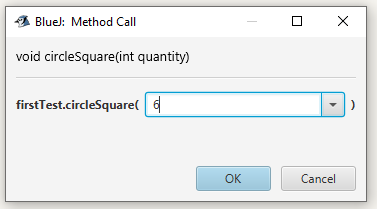 BlueJ: Method Call
void circleSquare(int quantity)
firstTest.circleSquare( 6 )
OK Cancel